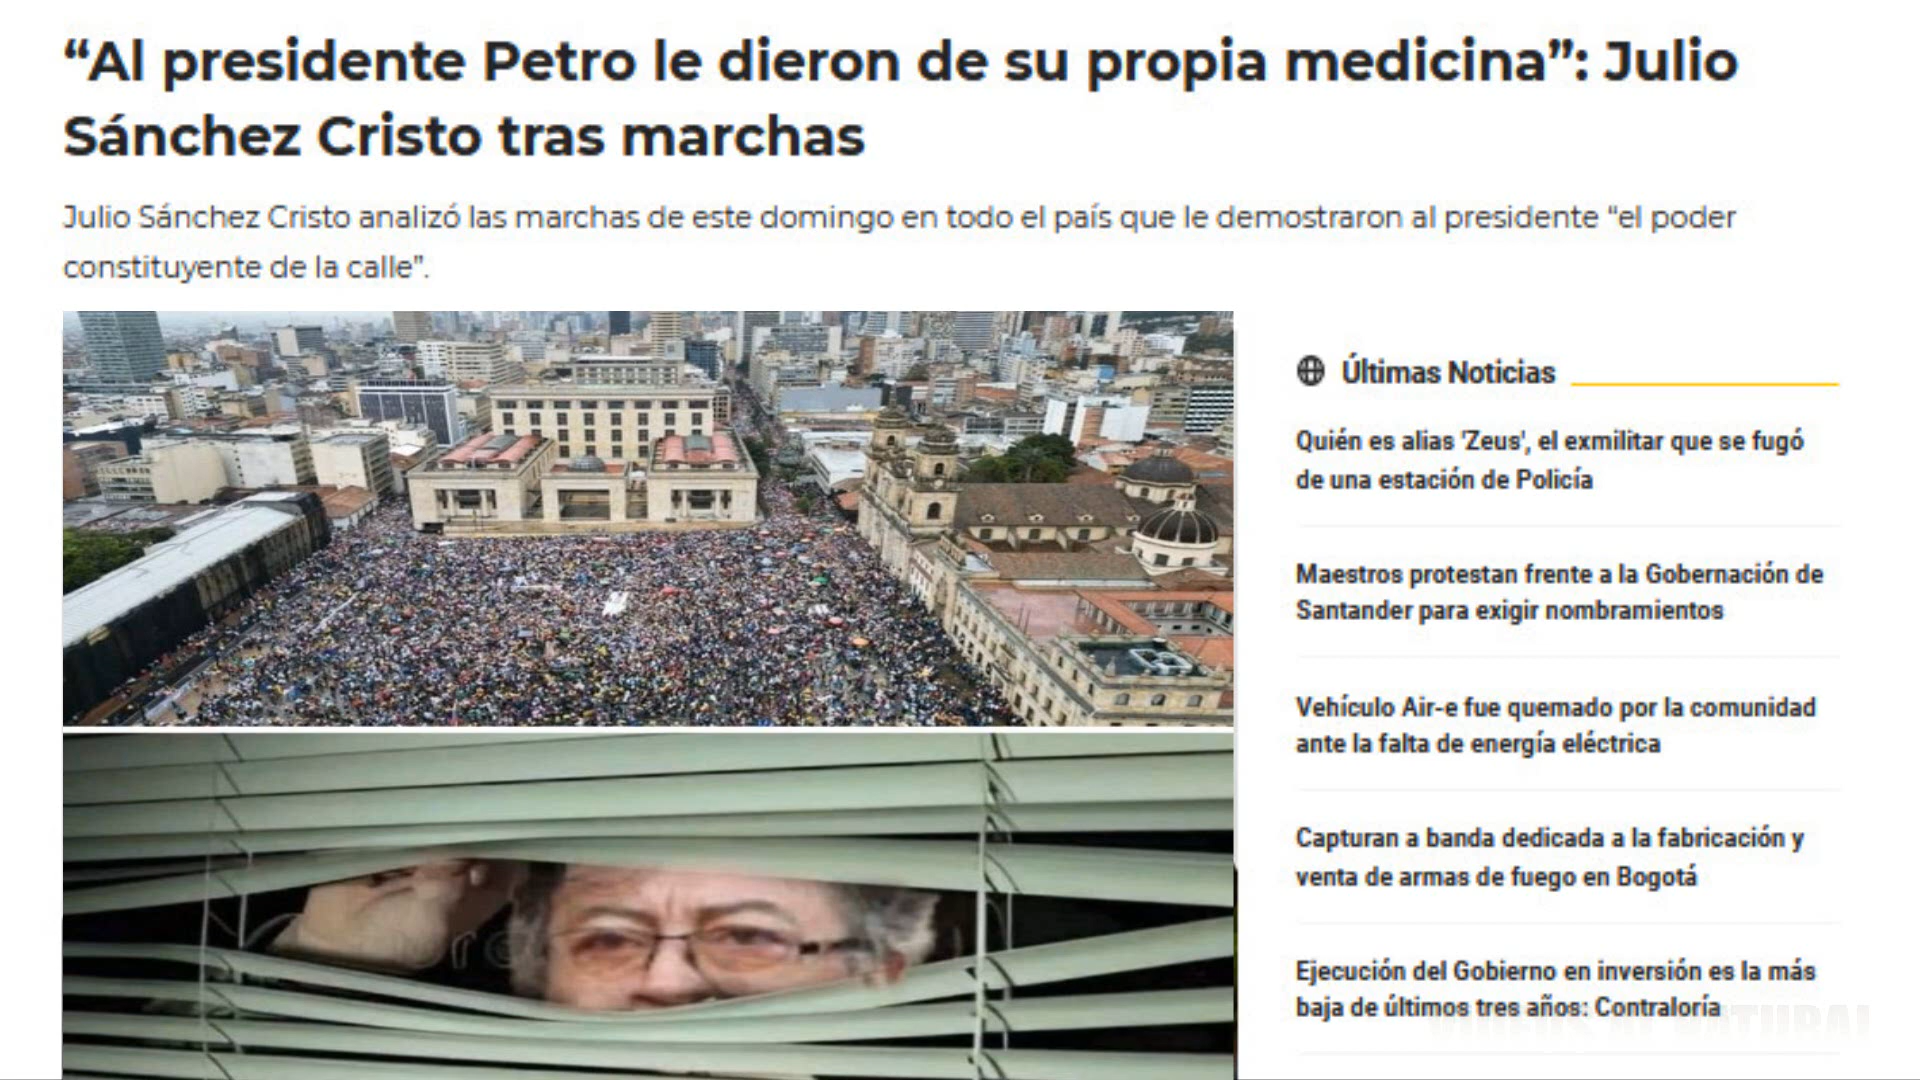 “Al presidente Petro le dieron de su propia medicina”: Julio
Sánchez Cristo tras marchas
Julio Sánchez Cristo analizó las marchas de este domingo en todo el país que le demostraron al presidente “el poder
constituyente de la calle”.
Últimas Noticias
Quién es alias 'Zeus', el exmilitar que se fugó
de una estación de Policía
Maestros protestan frente a la Gobernación de
Santander para exigir nombramientos
Vehículo Air-e fue quemado por la comunidad
ante la falta de energía eléctrica
Capturan a banda dedicada a la fabricación y
venta de armas de fuego en Bogotá
Ejecución del Gobierno en inversión es la más
baja de últimos tres años: Contraloría